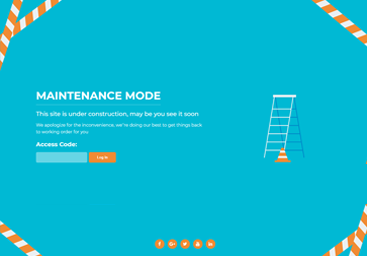 MAINTENANCE MODE
This site is under construction, may be you see it soon
We apologize for the inconvenience, we're doing our best to get things back
to working order for you
Access Code:
Log In